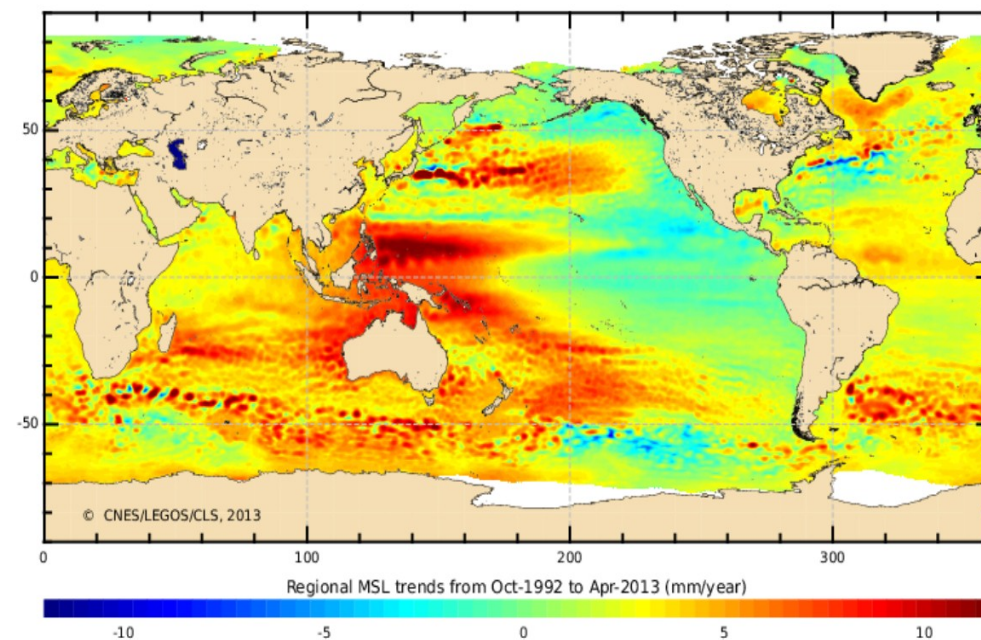 50
0
-50
© CNES/LEGOS/CLS, 2013
0 100 200 300
Regional MSL trends from Oct-1992 to Apr-2013 (mm/year)
-10 -5 0 5 10